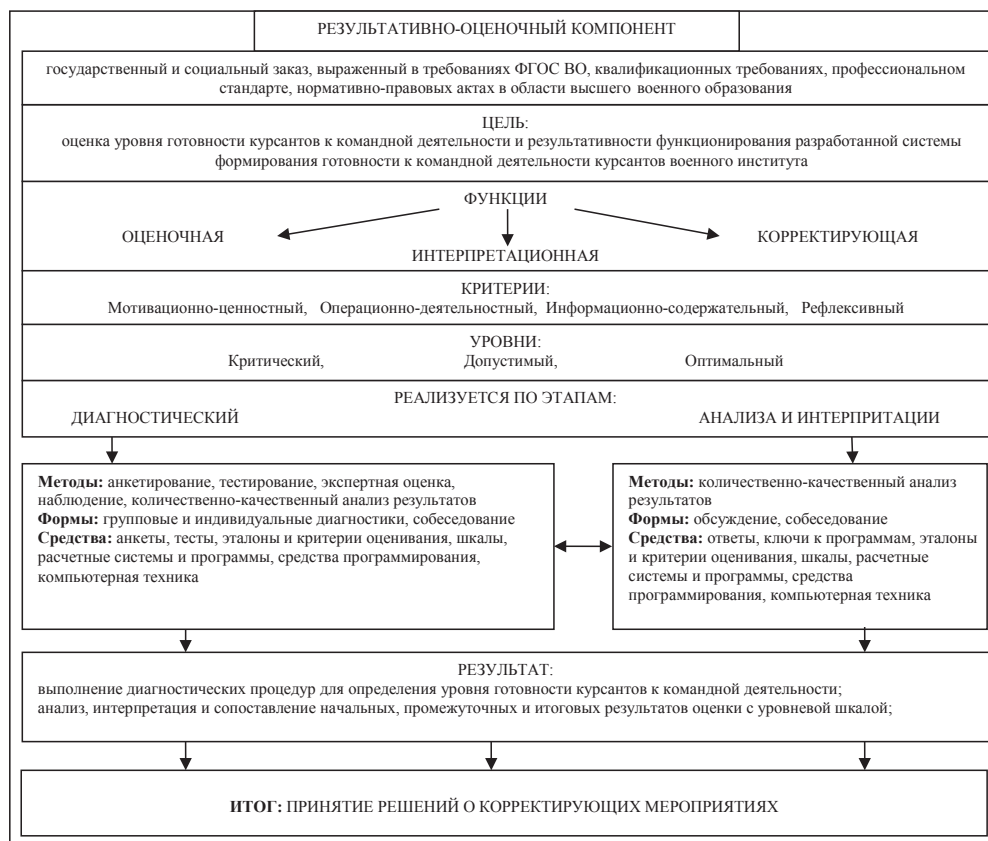 РЕЗУЛЬТАТИВНО-ОЦЕНОЧНЫЙ КОМПОНЕНТ
государственный и социальный заказ, выраженный в требованиях ФГОС ВО, квалификационных требованиях, профессиональном
стандарте, нормативно-правовых актах в области высшего военного образования
ЦЕЛЬ:
оценка уровня готовности курсантов к командной деятельности и результативности функционирования разработанной системы
формирования готовности к командной деятельности курсантов военного института
ФУНКЦИИ
ОЦЕНОЧНАЯ
КОРРЕКТИРУЮЩАЯ
ИНТЕРПРЕТАЦИОННАЯ
КРИТЕРИИ:
Мотивационно-ценностный, Операционно-деятельностный, Информационно-содержательный, Рефлексивный
УРОВНИ:
Критический, Допустимый, Оптимальный
РЕАЛИЗУЕТСЯ ПО ЭТАПАМ:
ДИАГНОСТИЧЕСКИЙ
АНАЛИЗА И ИНТЕРПРИТАЦИИ
Методы: анкетирование, тестирование, экспертная оценка,
наблюдение, количественно-качественный анализ результатов
Формы: групповые и индивидуальные диагностики, собеседование
Средства: анкеты, тесты, эталоны и критерии оценивания, шкалы,
расчетные системы и программы, средства программирования,
компьютерная техника
Методы: количественно-качественный анализ
результатов
Формы: обсуждение, собеседование
Средства: ответы, ключи к программам, эталоны
и критерии оценивания, шкалы, расчетные
системы и программы, средства
программирования, компьютерная техника
РЕЗУЛЬТАТ:
выполнение диагностических процедур для определения уровня готовности курсантов к командной деятельности;
анализ, интерпретация и сопоставление начальных, промежуточных и итоговых результатов оценки с уровневой шкалой;
ИТОГ: ПРИНЯТИЕ РЕШЕНИЙ О КОРРЕКТИРУЮЩИХ МЕРОПРИЯТИЯХ